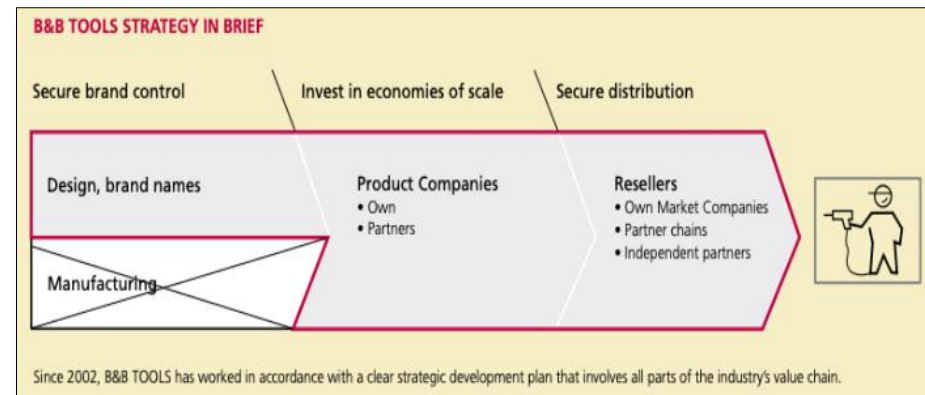 B&B TOOLS STRATEGY IN BRIEF
Secure brand control
Invest in economies of scale
Secure distribution
Design, brand names
Manufacturing
Product Companies
• Own
• Partners
Resellers
• Own Market Companies
• Partner chains
• Independent partners
Since 2002, B&B TOOLS has worked in accordance with a clear strategic development plan that involves all parts of the industry's value chain.